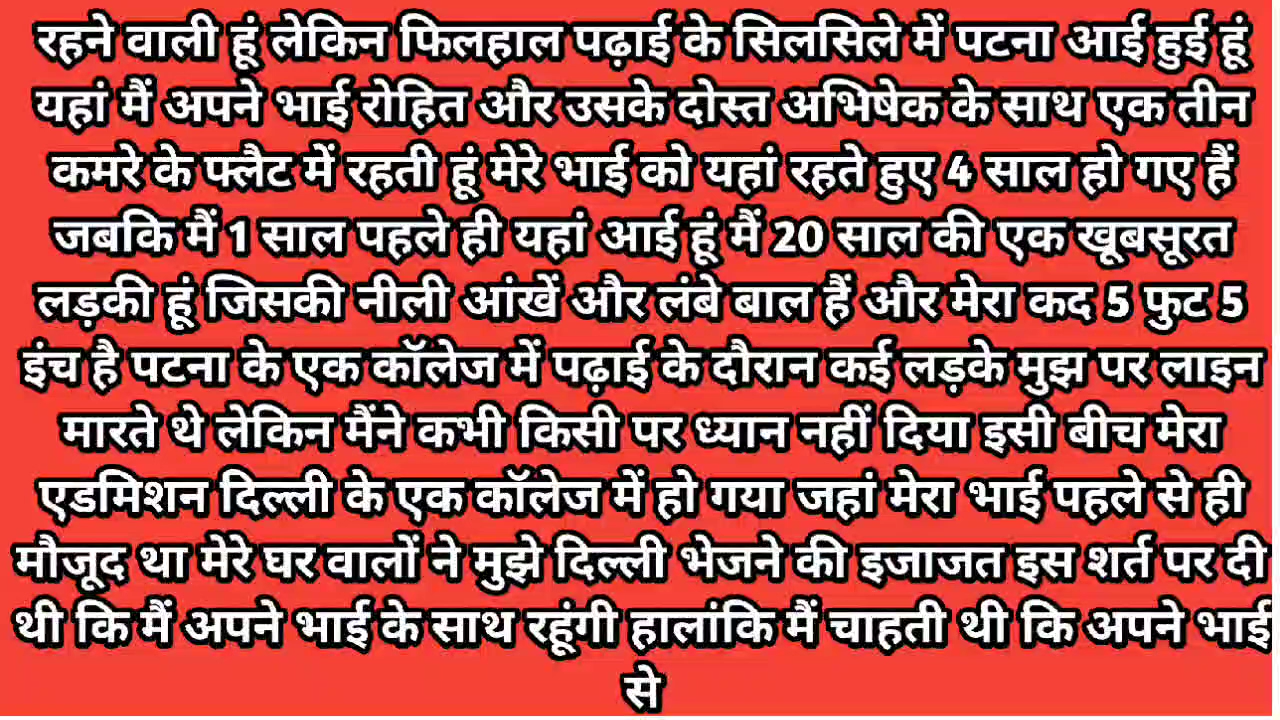 रहने वाली हूं लेकिन फिलहाल पढ़ाई के सिलसिले में पटना आई हुई हूं
यहां मैं अपने भाई रोहित और उसके दोस्त अभिषेक के साथ एक तीन
कमरे के फ्लैट में रहती हूं मेरे भाई को यहां रहते हुए 4 साल हो गए हैं
जबकि मैं 1 साल पहले ही यहां आई हूं मैं 20 साल की एक खूबसूरत
लड़की हूं जिसकी नीली आंखें और लंबे बाल हैं और मेरा कद 5 फुट 5
इंच है पटना के एक कॉलेज में पढ़ाई के दौरान कई लड़के मुझ पर लाइन
मारते थे लेकिन मैंने कभी किसी पर ध्यान नहीं दिया इसी बीच मेरा
एडमिशन दिल्ली के एक कॉलेज में हो गया जहां मेरा भाई पहले से ही
मौजूद था मेरे घर वालों ने मुझे दिल्ली भेजने की इजाजत इस शर्त पर दी
थी कि मैं अपने भाई के साथ रहूंगी हालांकि मैं चाहती थी कि अपने भाई
से